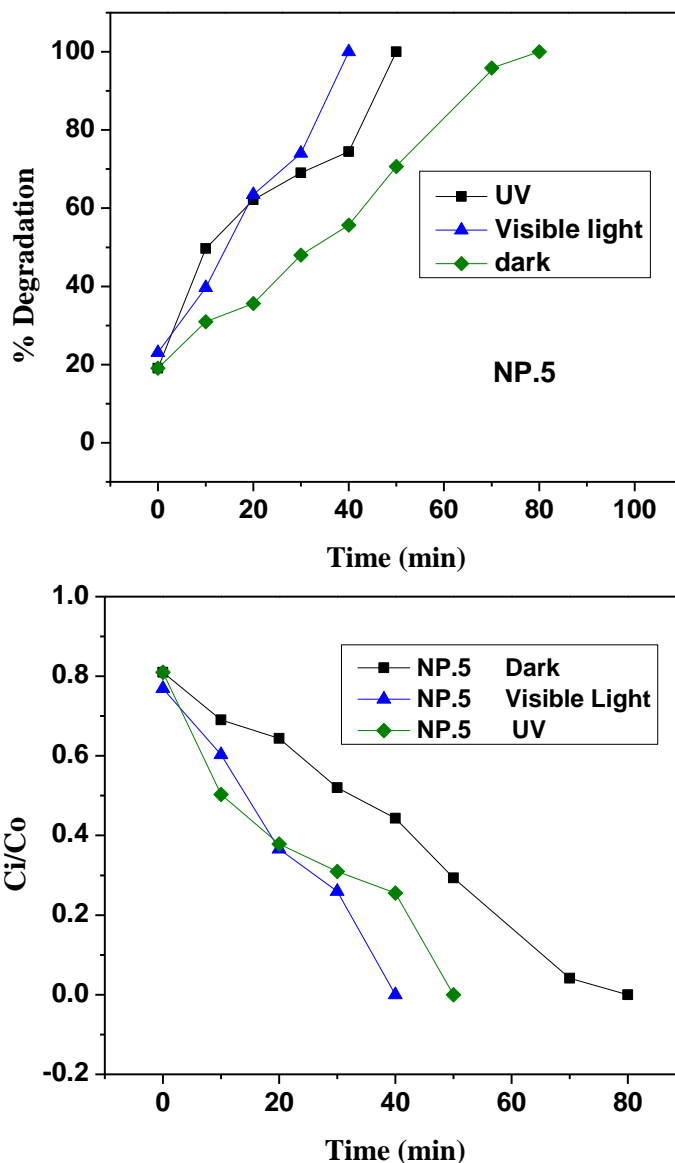 100
80
60
40
20
0
% Degradation
UV
Visible light
dark
NP.5
0 20 40 60 80 100
Time (min)
1.0
0.8
0.6
0.4
0.2
0.0
-0.2
Ci/Co
NP.5 Dark
NP.5 Visible Light
NP.5 UV
0 20 40 60 80
Time (min)